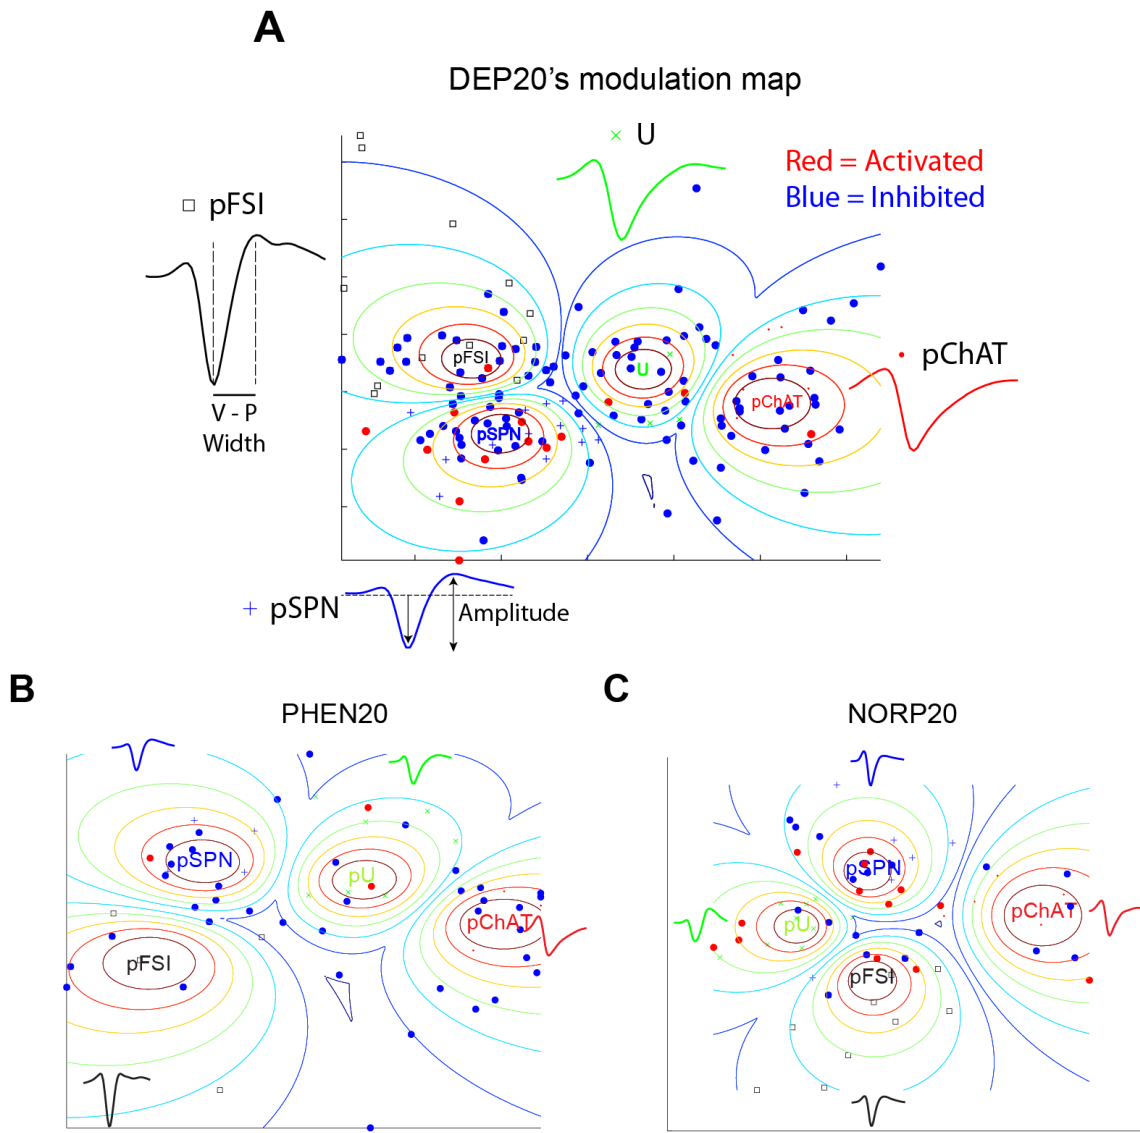 A
DEP20’s modulation map
× U
Red = Activated
Blue = Inhibited
□ pFSI
pFSI
U
pChAT
pChAT
V - P
Width
pSPN
+ pSPN
Amplitude
B
C
PHEN20
NORP20
pSPN
pU
pChAT
pFSI
pSPN
pU
pChAT
pFSI